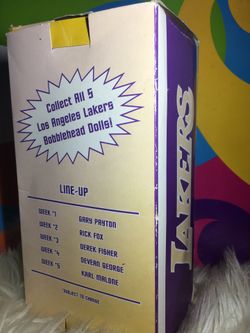 Collect All 5
Los Angeles Lakers
Bobblehead Dolls!
LINE-UP
WEEK #1 GARY PAYTON
WEEK #2 RICK FOX
WEEK #3 DEREK FISHER
WEEK #4 DEVEAN GEORGE
WEEK #5 KARL MALONE
SUBJECT TO CHANGE
LAKERS